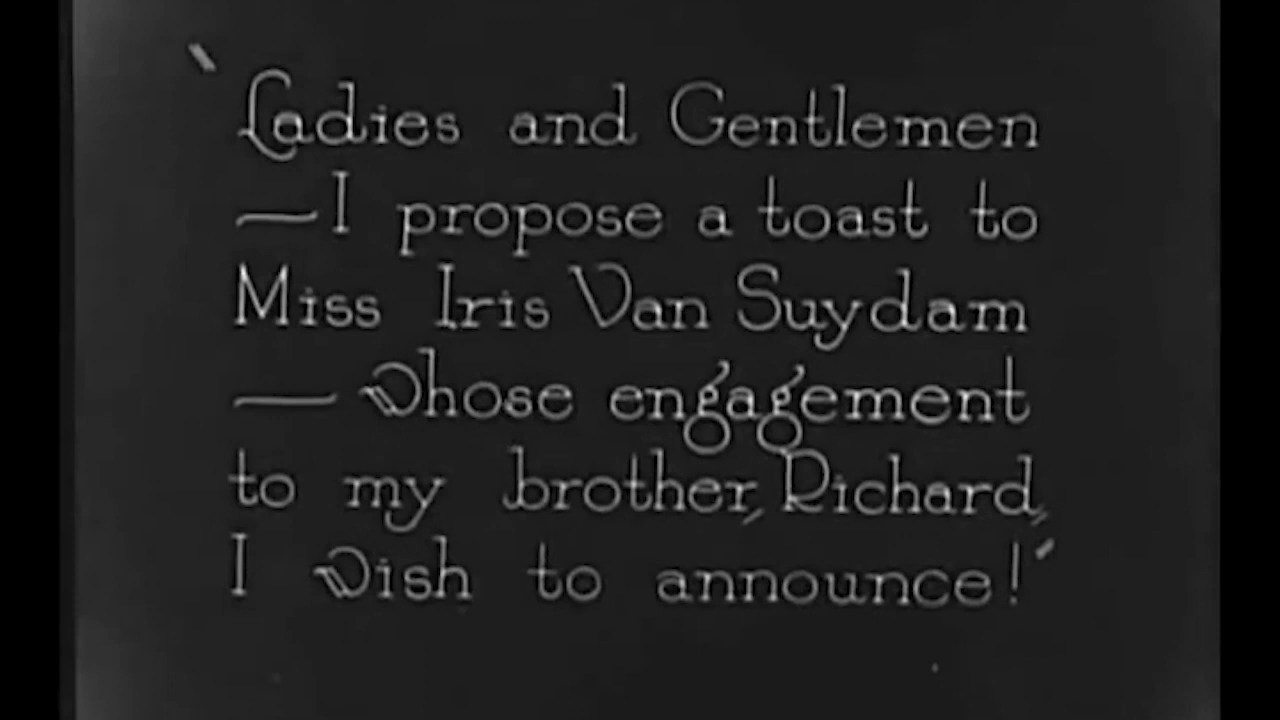 ‵Ladies and Gentlemen
—I propose a toast to
Miss Iris Van Suydam
— whose engagement
to my brother, Richard,
I wish to announce!′